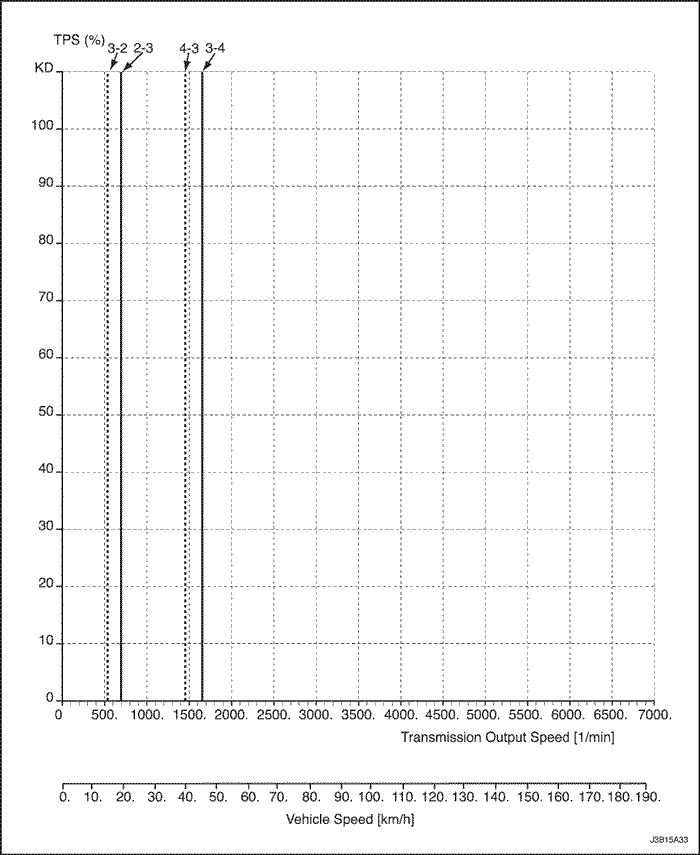 TPS (%)
3-2 2-3 4-3 3-4
KD
100
90
80
70
60
50
40
30
20
10
0
0 500. 1000. 1500. 2000. 2500. 3000. 3500. 4000. 4500. 5000. 5500. 6000. 6500. 7000.
Transmission Output Speed [1/min]
0. 10. 20. 30. 40. 50. 60. 70. 80. 90. 100. 110. 120. 130. 140. 150. 160. 170. 180. 190.
Vehicle Speed [km/h]
J3B15A33